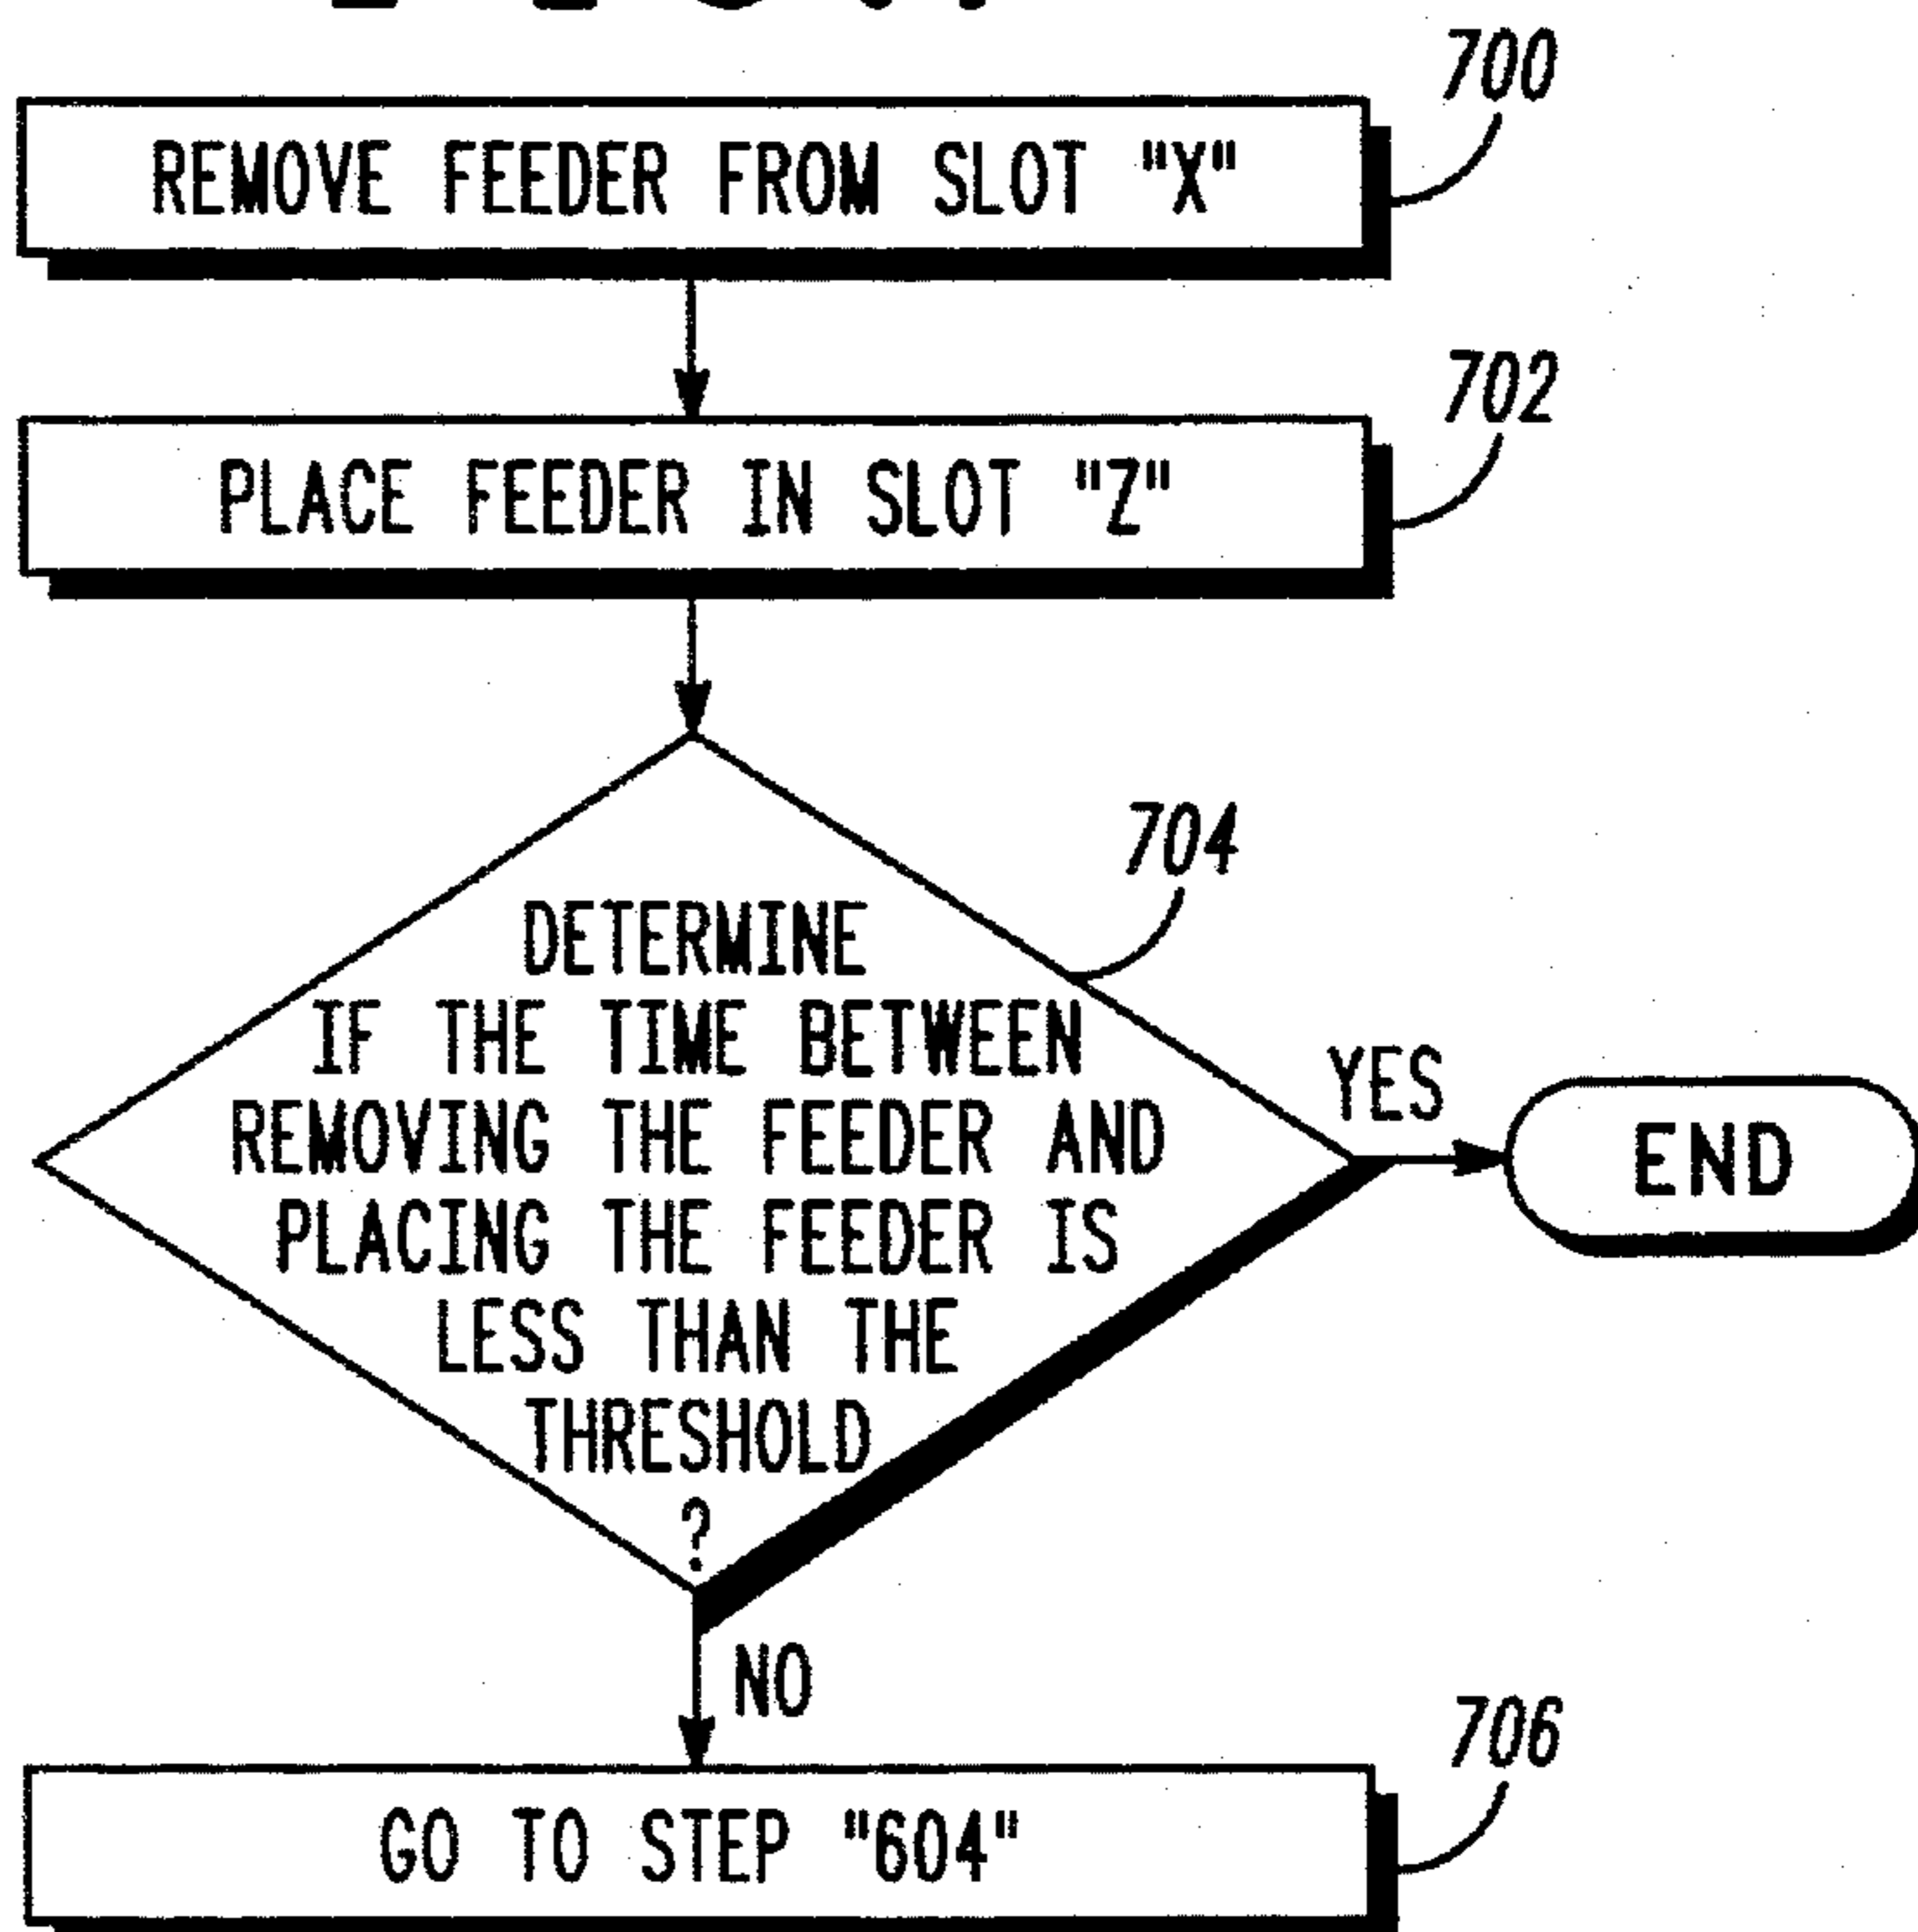 700
REMOVE FEEDER FROM SLOT "X"
702
PLACE FEEDER IN SLOT "Z"
704
DETERMINE
IF THE TIME BETWEEN
REMOVING THE FEEDER AND
PLACING THE FEEDER IS
LESS THAN THE
THRESHOLD
?
YES
END
NO
706
GO TO STEP "604"